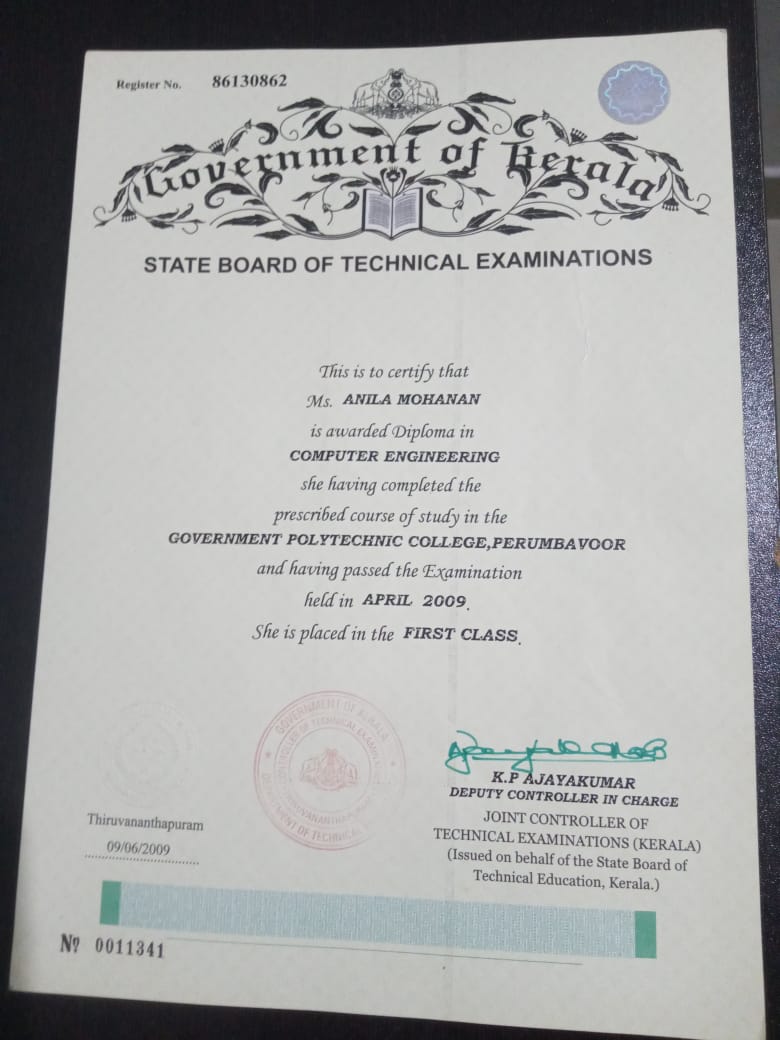 Register No. 86130862
Government of Kerala
STATE BOARD OF TECHNICAL EXAMINATIONS
This is to certify that
Ms. ANILA MOHANAN
is awarded Diploma in
COMPUTER ENGINEERING
she having completed the
prescribed course of study in the
GOVERNMENT POLYTECHNIC COLLEGE,PERUMBAVOOR
and having passed the Examination
held in APRIL 2009.
She is placed in the FIRST CLASS.
GOVERNMENT OF KERALA
CONTROLLER OF TECHNICAL EXAMINATIONS
THIRUVANANTHAPURAM
DEPARTMENT OF TECHNICAL
K.P AJAYAKUMAR
DEPUTY CONTROLLER IN CHARGE
JOINT CONTROLLER OF
TECHNICAL EXAMINATIONS (KERALA)
(Issued on behalf of the State Board of
Technical Education, Kerala.)
Thiruvananthapuram
09/06/2009
Nº 0011341